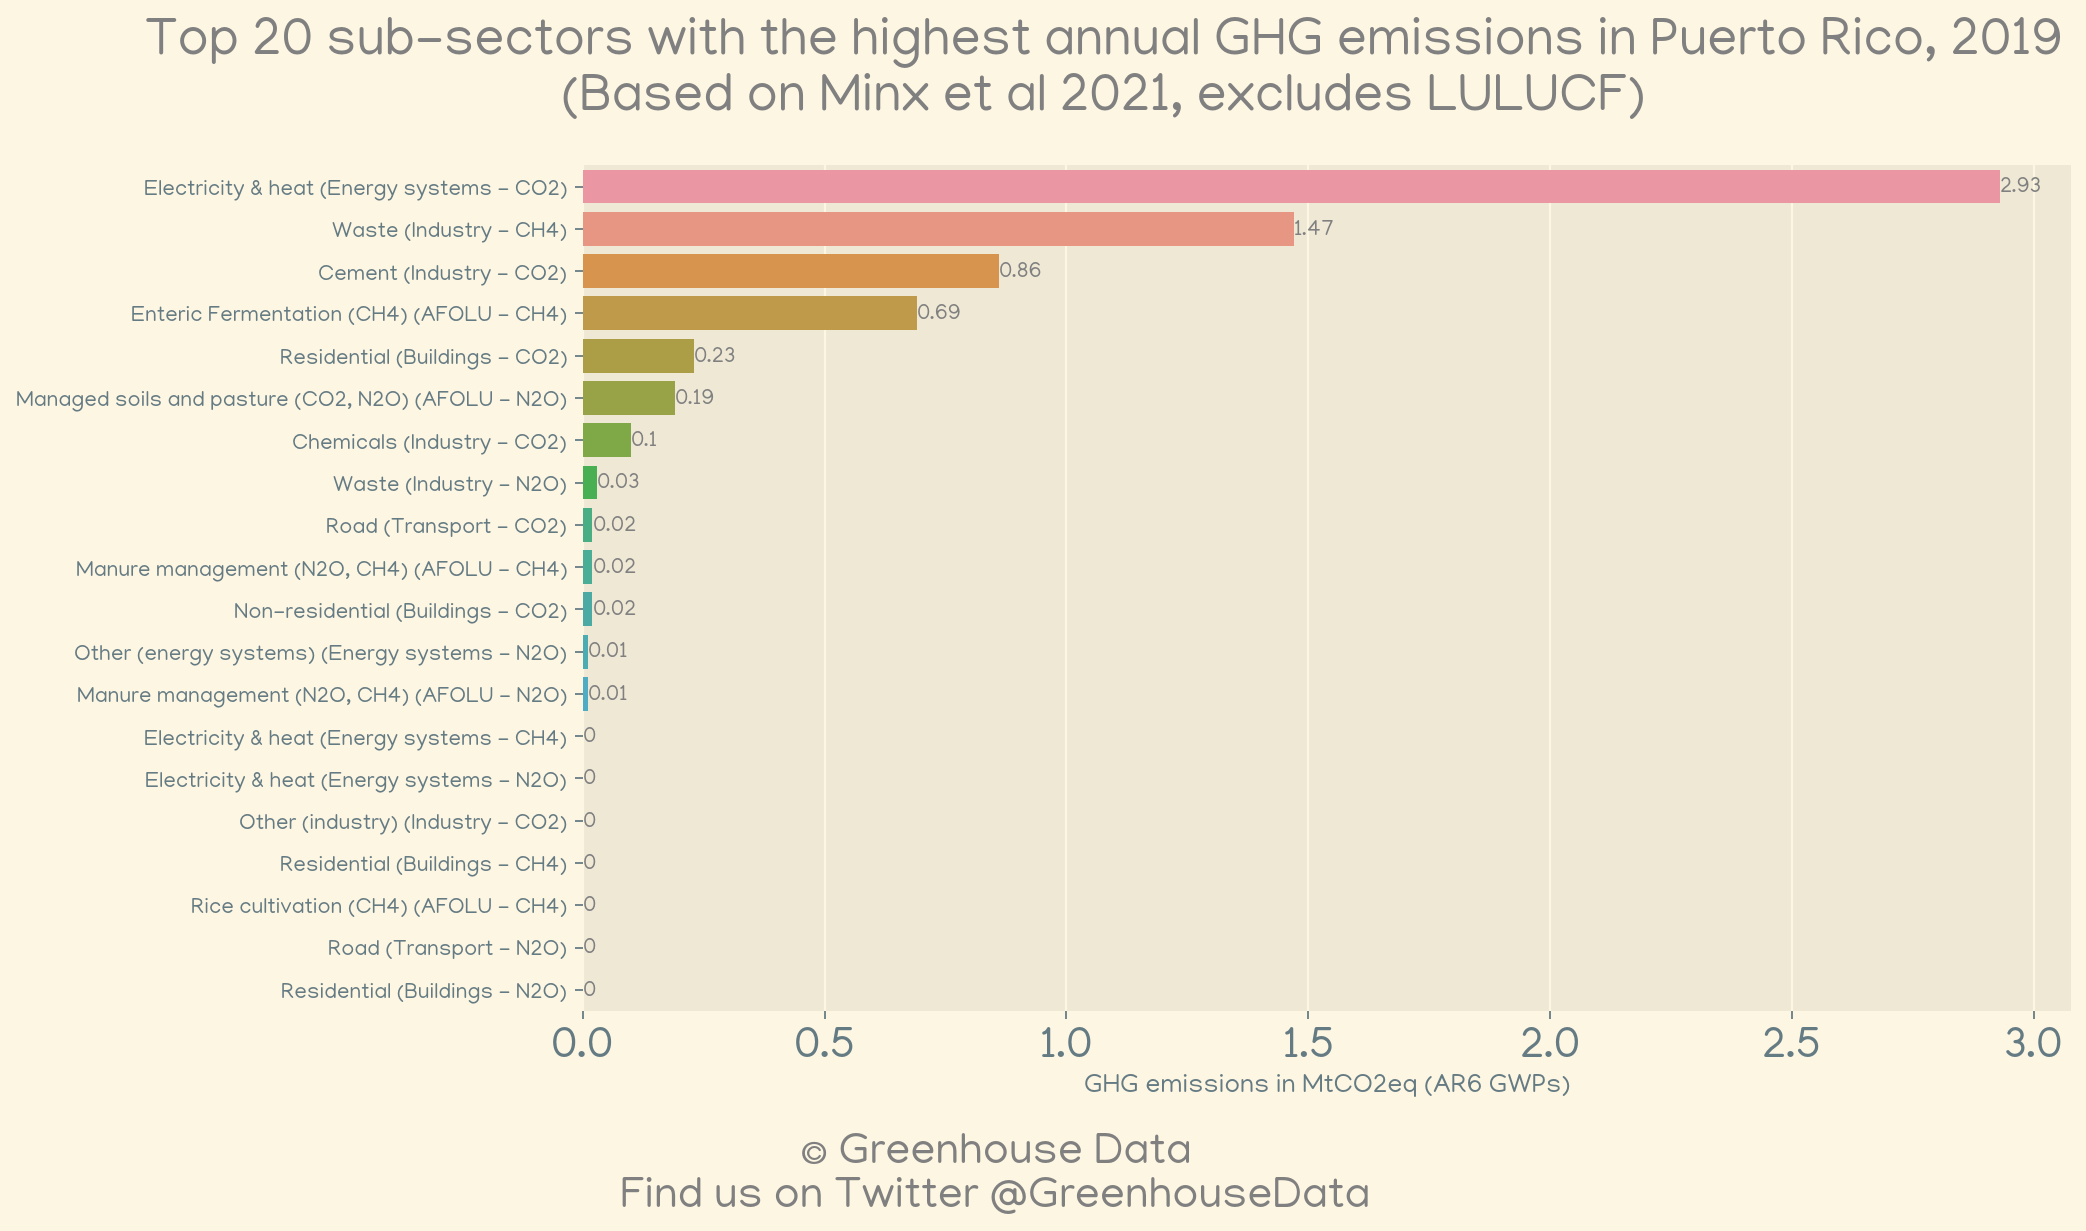 Top 20 sub-sectors with the highest annual GHG emissions in Puerto Rico, 2019
(Based on Minx et al 2021, excludes LULUCF)
Electricity & heat (Energy systems - CO2) 2.93
Waste (Industry - CH4) 1.47
Cement (Industry - CO2) 0.86
Enteric Fermentation (CH4) (AFOLU - CH4) 0.69
Residential (Buildings - CO2) 0.23
Managed soils and pasture (CO2, N2O) (AFOLU - N2O) 0.19
Chemicals (Industry - CO2) 0.1
Waste (Industry - N2O) 0.03
Road (Transport - CO2) 0.02
Manure management (N2O, CH4) (AFOLU - CH4) 0.02
Non-residential (Buildings - CO2) 0.02
Other (energy systems) (Energy systems - N2O) 0.01
Manure management (N2O, CH4) (AFOLU - N2O) 0.01
Electricity & heat (Energy systems - CH4) 0
Electricity & heat (Energy systems - N2O) 0
Other (industry) (Industry - CO2) 0
Residential (Buildings - CH4) 0
Rice cultivation (CH4) (AFOLU - CH4) 0
Road (Transport - N2O) 0
Residential (Buildings - N2O) 0
0.0 0.5 1.0 1.5 2.0 2.5 3.0
GHG emissions in MtCO2eq (AR6 GWPs)
© Greenhouse Data
Find us on Twitter @GreenhouseData